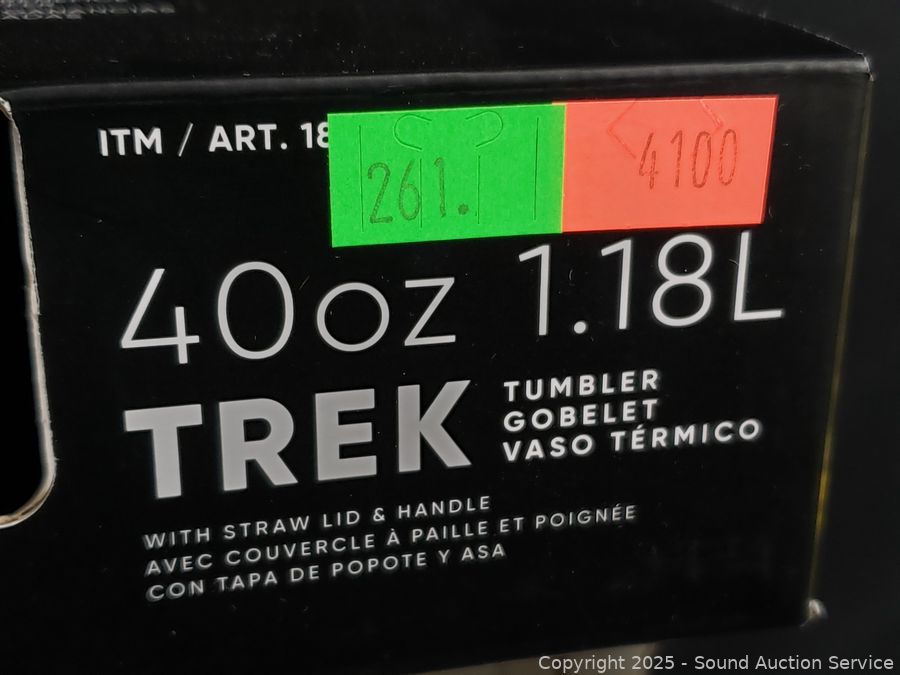 ITM / ART. 18
261.
4100
40oz 1.18L
TREK
TUMBLER
GOBELET
VASO TÉRMICO
WITH STRAW LID & HANDLE
AVEC COUVERCLE À PAILLE ET POIGNÉE
CON TAPA DE POPOTE Y ASA
Copyright © 2025 - Sound Auction Service